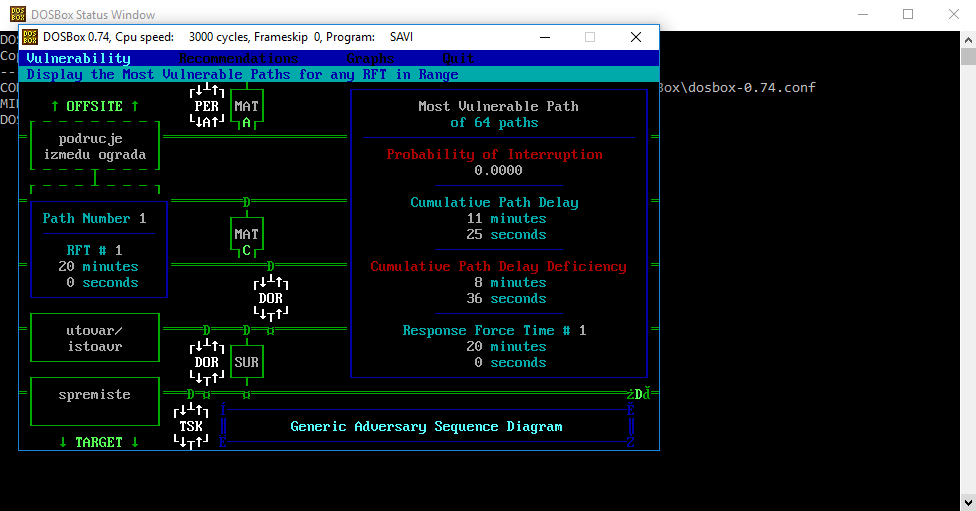 DOSBox Status Window
DOSBox 0.74, Cpu speed: 3000 cycles, Frameskip 0, Program: SAVI
DO
Co
--
CO
Box\dosbox-0.74.conf
MI
DO
Vulnerability Recommendations Graphs Quit
Display the Most Vulnerable Paths for any RFT in Range
↑ OFFSITE ↑
PER
MAT
A
A
podrucje
izmedu ograda
Most Vulnerable Path
of 64 paths
Probability of Interruption
0.0000
D
Path Number 1
MAT
C
Cumulative Path Delay
11 minutes
25 seconds
RFT # 1
20 minutes
0 seconds
D
DOR
Cumulative Path Delay Deficiency
8 minutes
36 seconds
utovar/
istoavr
D D ¤
DOR
SUR
Response Force Time # 1
20 minutes
0 seconds
spremiste
D ¤ ¤
żDđ
TSK
Generic Adversary Sequence Diagram
↓ TARGET ↓